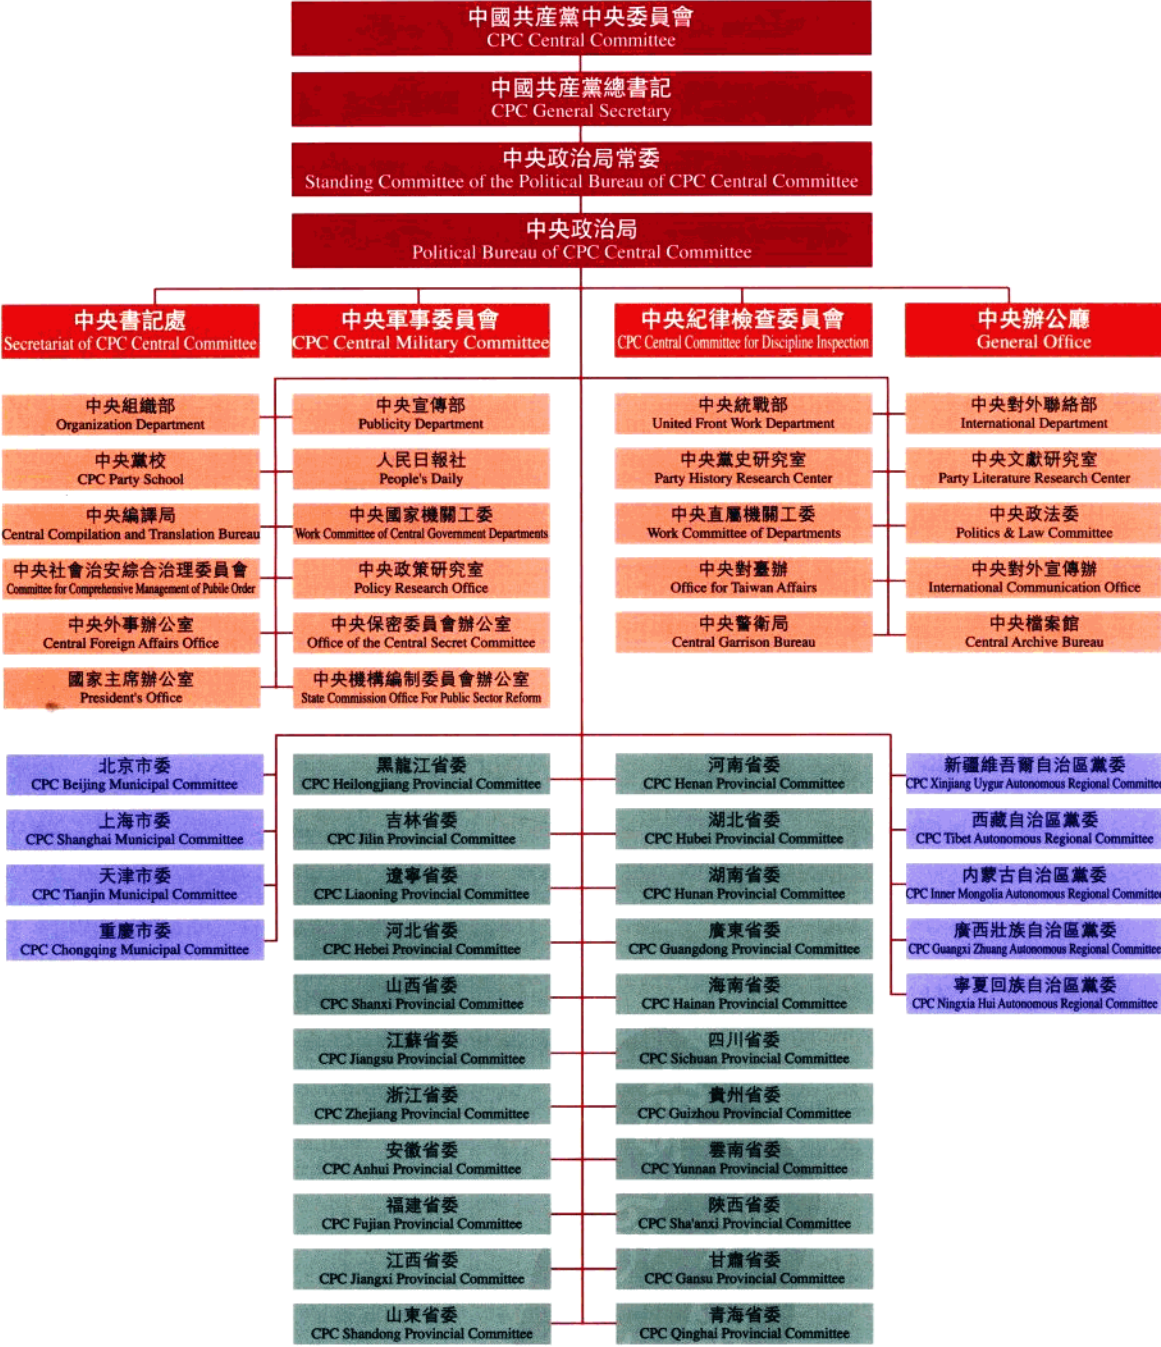 中國共産黨中央委員會
CPC Central Committee
中國共産黨總書記
CPC General Secretary
中央政治局常委
Standing Committee of the Political Bureau of CPC Central Committee
中央政治局
Political Bureau of CPC Central Committee
中央書記處
Secretariat of CPC Central Committee
中央軍事委員會
CPC Central Military Committee
中央紀律檢查委員會
CPC Central Committee for Discipline Inspection
中央辦公廳
General Office
中央組織部
Organization Department
中央宣傳部
Publicity Department
中央統戰部
United Front Work Department
中央對外聯絡部
International Department
中央黨校
CPC Party School
人民日報社
People's Daily
中央黨史研究室
Party History Research Center
中央文獻研究室
Party Literature Research Center
中央編譯局
Central Compilation and Translation Bureau
中央國家機關工委
Work Committee of Central Government Departments
中央直屬機關工委
Work Committee of Departments
中央政法委
Politics & Law Committee
中央社會治安綜合治理委員會
Committee for Comprehensive Management of Pubile Order
中央政策研究室
Policy Research Office
中央對臺辦
Office for Taiwan Affairs
中央對外宣傳辦
International Communication Office
中央外事辦公室
Central Foreign Affairs Office
中央保密委員會辦公室
Office of the Central Secret Committee
中央警衛局
Central Garrison Bureau
中央檔案館
Central Archive Bureau
國家主席辦公室
President's Office
中央機構編制委員會辦公室
State Commission Office For Public Sector Reform
北京市委
CPC Beijing Municipal Committee
黑龍江省委
CPC Heilongjiang Provincial Committee
河南省委
CPC Henan Provincial Committee
新疆維吾爾自治區黨委
CPC Xinjiang Uygur Autonomous Regional Committee
上海市委
CPC Shanghai Municipal Committee
吉林省委
CPC Jilin Provincial Committee
湖北省委
CPC Hubei Provincial Committee
西藏自治區黨委
CPC Tibet Autonomous Regional Committee
天津市委
CPC Tianjin Municipal Committee
遼寧省委
CPC Liaoning Provincial Committee
湖南省委
CPC Hunan Provincial Committee
内蒙古自治區黨委
CPC Inner Mongolia Autonomous Regional Committee
重慶市委
CPC Chongqing Municipal Committee
河北省委
CPC Hebei Provincial Committee
廣東省委
CPC Guangdong Provincial Committee
廣西壯族自治區黨委
CPC Guangxi Zhuang Autonomous Regional Committee
山西省委
CPC Shanxi Provincial Committee
海南省委
CPC Hainan Provincial Committee
寧夏回族自治區黨委
CPC Ningxia Hui Autonomous Regional Committee
江蘇省委
CPC Jiangsu Provincial Committee
四川省委
CPC Sichuan Provincial Committee
浙江省委
CPC Zhejiang Provincial Committee
貴州省委
CPC Guizhou Provincial Committee
安徽省委
CPC Anhui Provincial Committee
雲南省委
CPC Yunnan Provincial Committee
福建省委
CPC Fujian Provincial Committee
陝西省委
CPC Sha'anxi Provincial Committee
江西省委
CPC Jiangxi Provincial Committee
甘肅省委
CPC Gansu Provincial Committee
山東省委
CPC Shandong Provincial Committee
青海省委
CPC Qinghai Provincial Committee